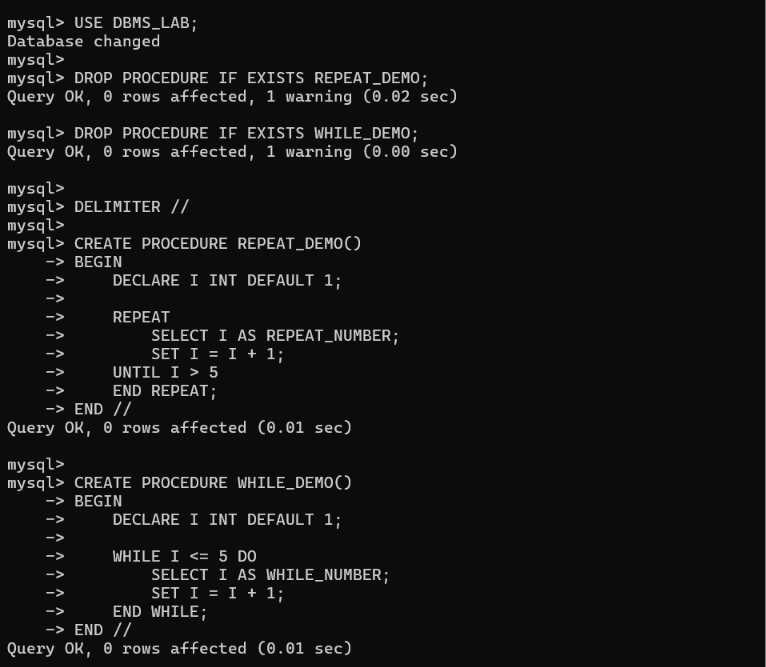 mysql> USE DBMS_LAB;
Database changed
mysql>
mysql> DROP PROCEDURE IF EXISTS REPEAT_DEMO;
Query OK, 0 rows affected, 1 warning (0.02 sec)

mysql> DROP PROCEDURE IF EXISTS WHILE_DEMO;
Query OK, 0 rows affected, 1 warning (0.00 sec)

mysql>
mysql> DELIMITER //
mysql>
mysql> CREATE PROCEDURE REPEAT_DEMO()
    -> BEGIN
    ->     DECLARE I INT DEFAULT 1;
    ->
    ->     REPEAT
    ->         SELECT I AS REPEAT_NUMBER;
    ->         SET I = I + 1;
    ->     UNTIL I > 5
    ->     END REPEAT;
    -> END //
Query OK, 0 rows affected (0.01 sec)

mysql>
mysql> CREATE PROCEDURE WHILE_DEMO()
    -> BEGIN
    ->     DECLARE I INT DEFAULT 1;
    ->
    ->     WHILE I <= 5 DO
    ->         SELECT I AS WHILE_NUMBER;
    ->         SET I = I + 1;
    ->     END WHILE;
    -> END //
Query OK, 0 rows affected (0.01 sec)